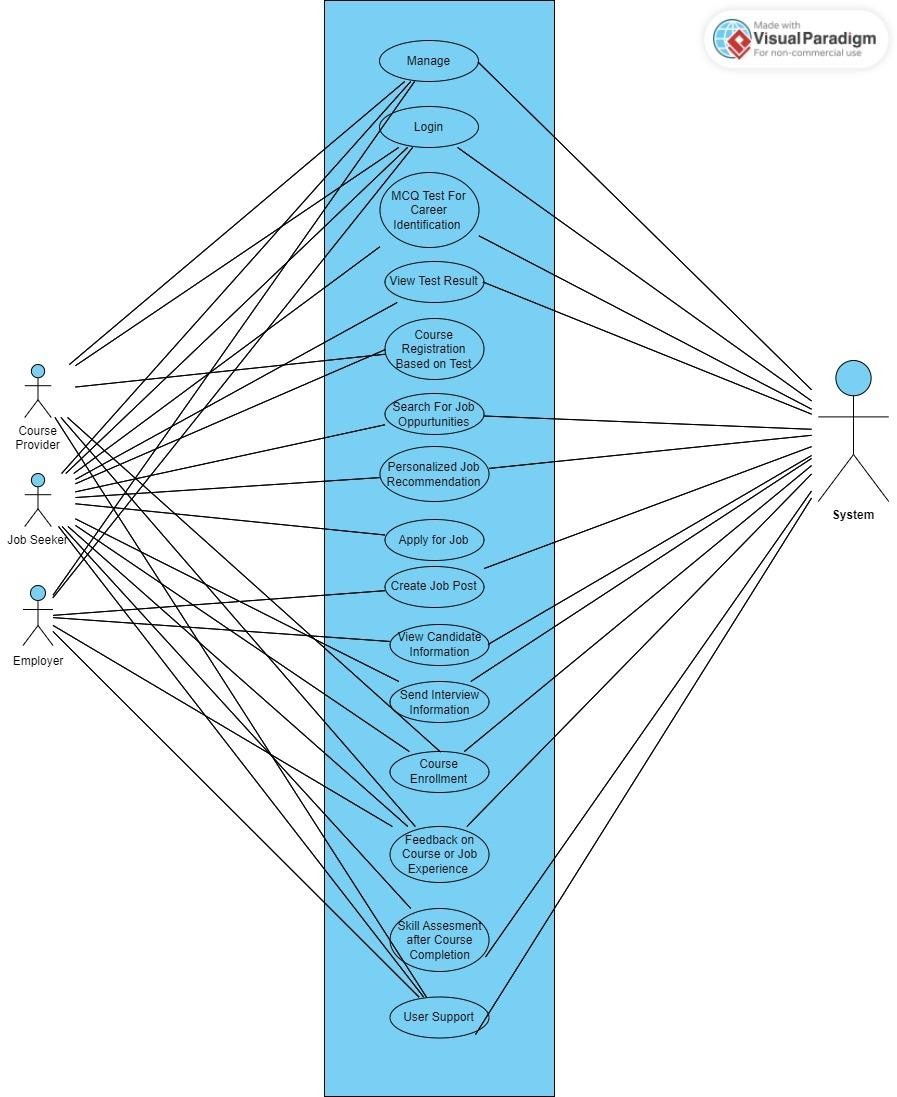 Made with
Visual Paradigm
For non-commercial use
Manage
Login
MCQ Test For
Career
Identification
View Test Result
Course
Registration
Based on Test
Search For Job
Oppurtunities
Personalized Job
Recommendation
Apply for Job
Create Job Post
View Candidate
Information
Send Interview
Information
Course
Enrollment
Feedback on
Course or Job
Experience
Skill Assesment
after Course
Completion
User Support
Course
Provider
Job Seeker
Employer
System